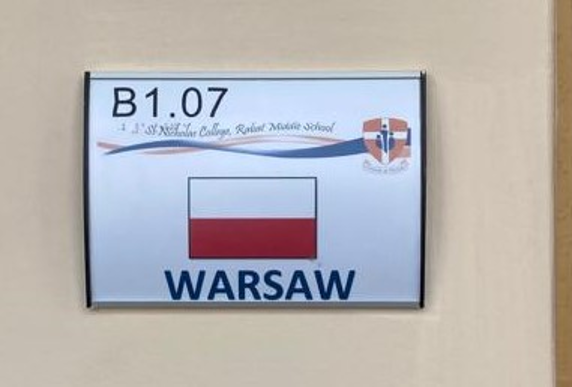 B1.07
St Nicholas College, Rabat Middle School
WARSAW